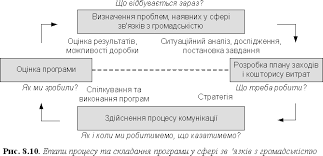 Що відбувається зараз?
Визначення проблем, наявних у сфері
зв'язків з громадськістю
Оцінка результатів,
можливості доробки
Ситуаційний аналіз, дослідження,
постановка завдання
Оцінка програми
Розробка плану заходів
і кошторису витрат
Як ми зробили?
Що треба робити?
Спілкування та
виконання програм
Стратегія
Здійснення процесу комунікації
Як і коли ми робитимемо, що казатимемо?
Рис. 8.10. Етапи процесу та складання програми у сфері зв 'язків з громадськістю